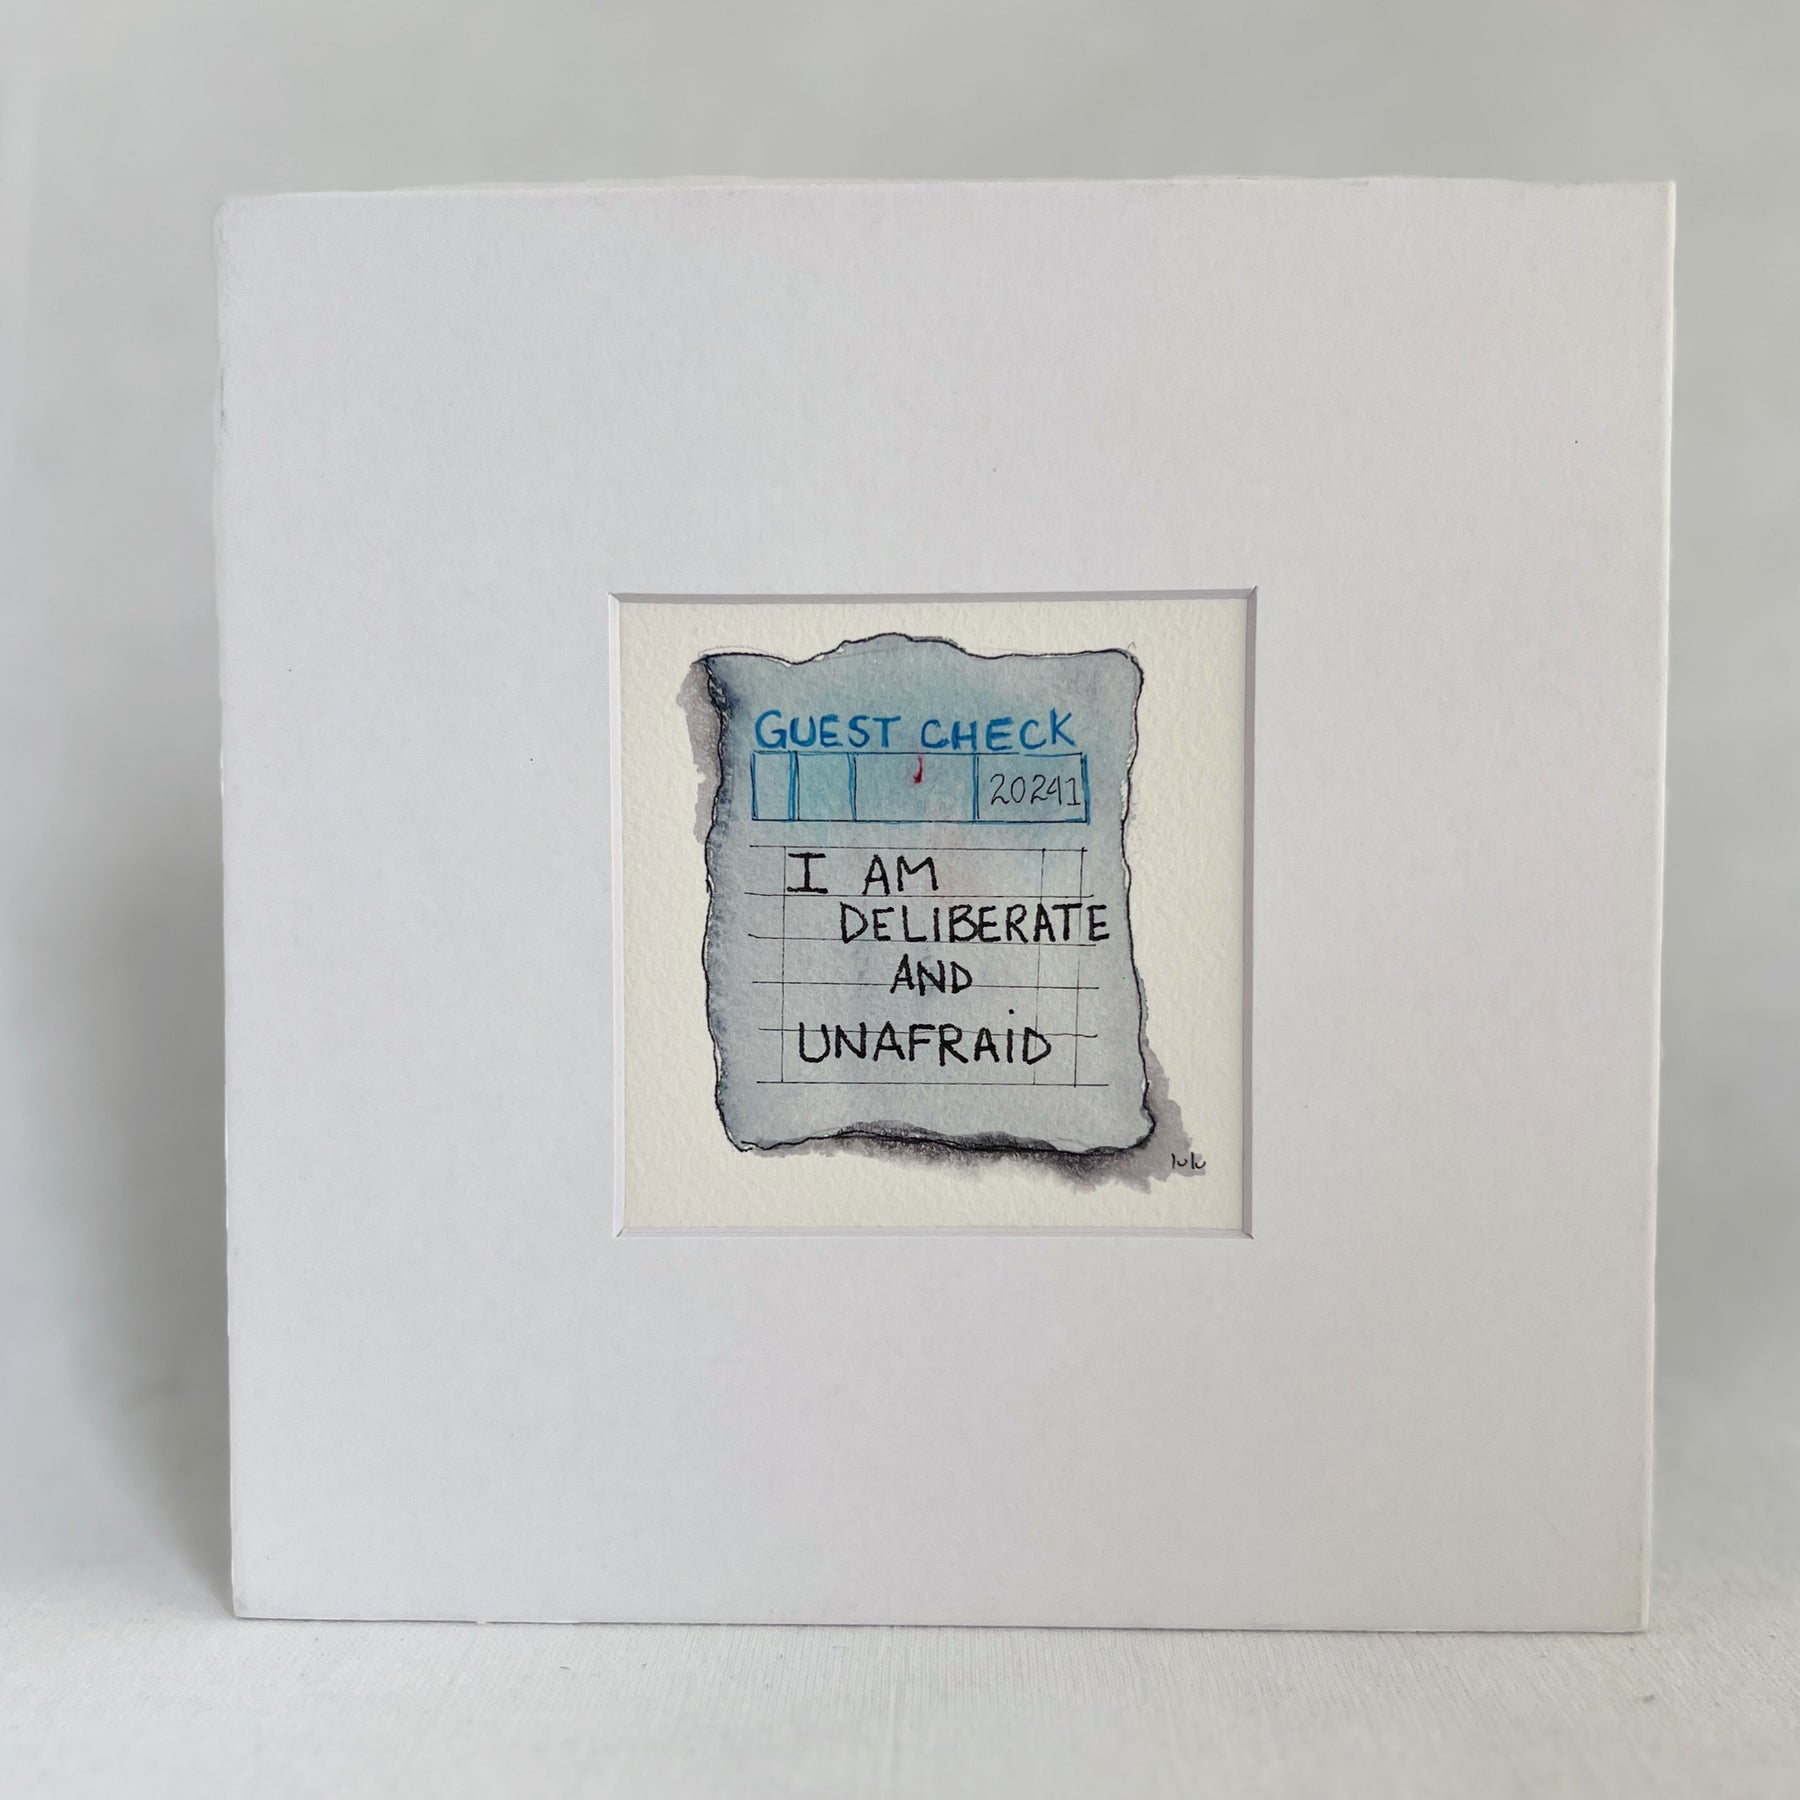 GUEST CHECK
20241
I AM
DELIBERATE
AND
UNAFRAiD
lulu